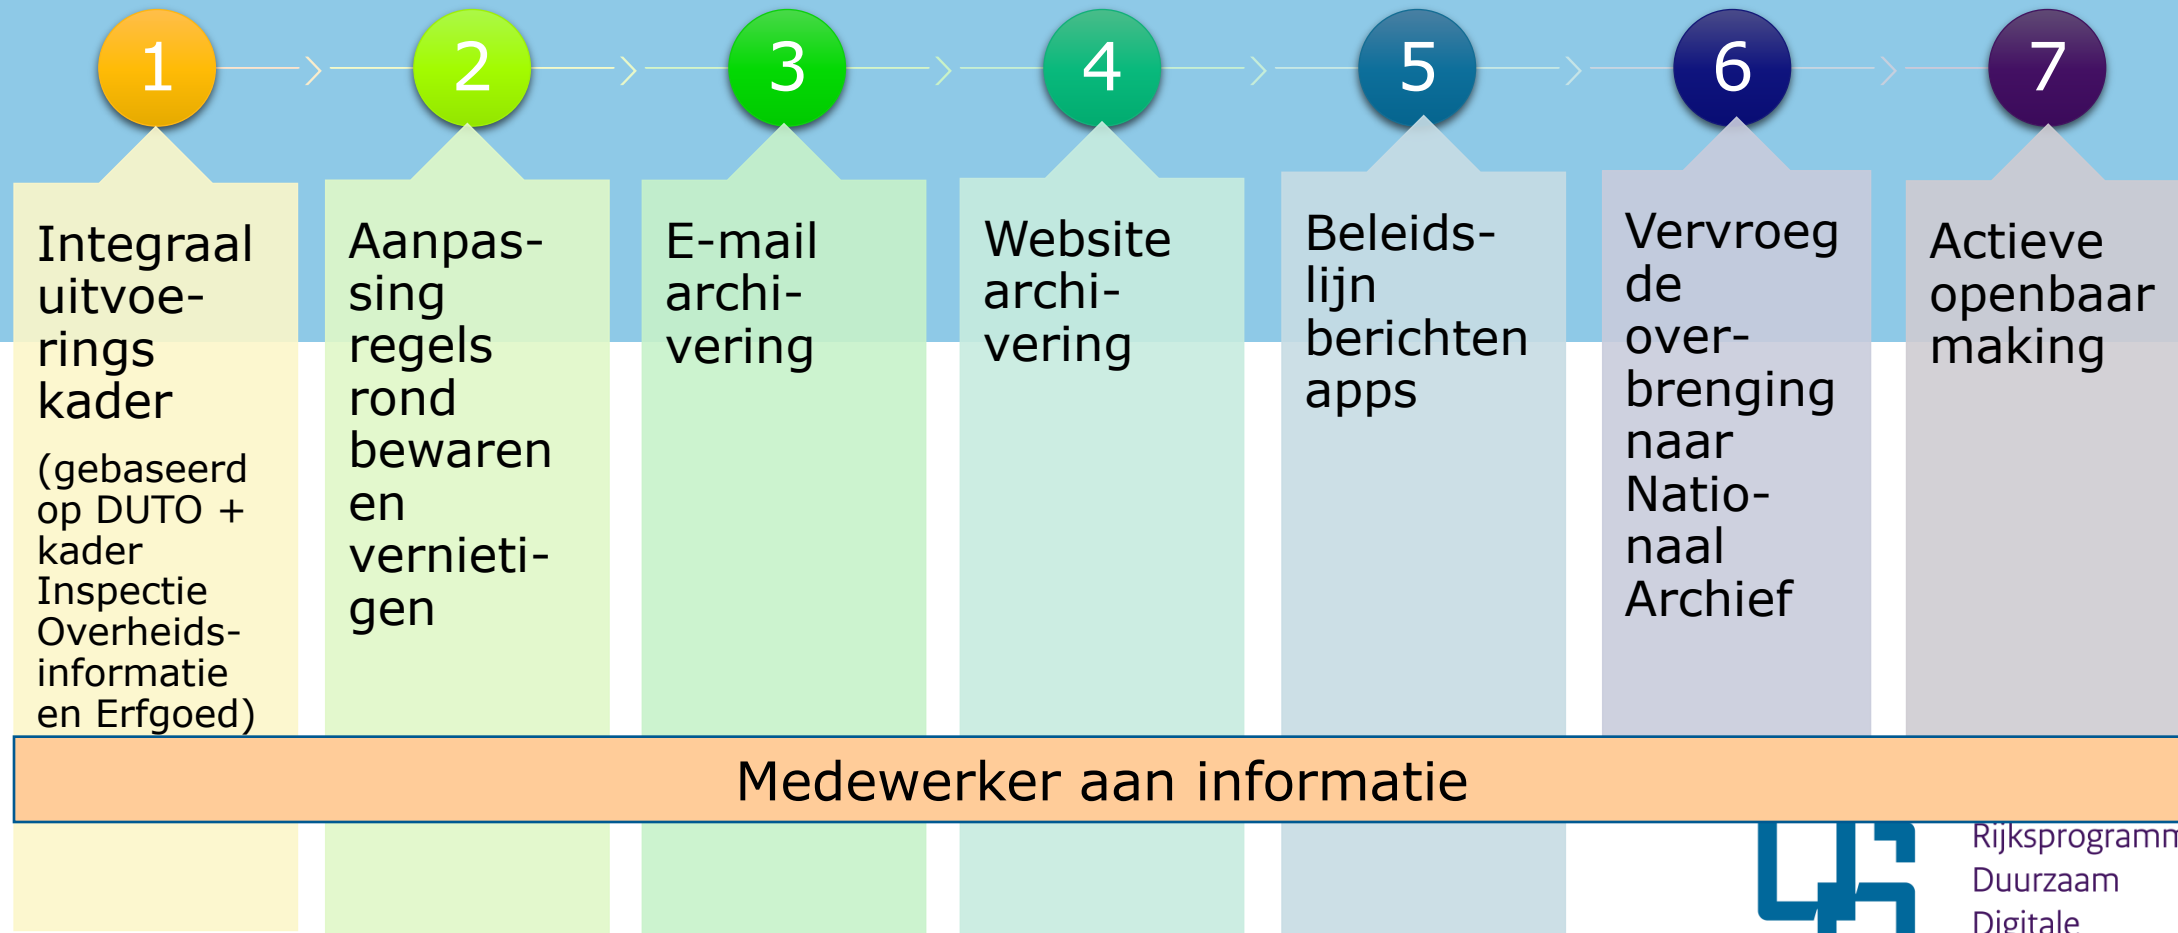 1
2
3
4
5
6
7
Integraal
uitvoe-
rings
kader
(gebaseerd
op DUTO +
kader
Inspectie
Overheids-
informatie
en Erfgoed)
Aanpas-
sing
regels
rond
bewaren
en
vernieti-
gen
E-mail
archi-
vering
Website
archi-
vering
Beleids-
lijn
berichten
apps
Vervroeg
de
over-
brenging
naar
Natio-
naal
Archief
Actieve
openbaar
making
Medewerker aan informatie
Rijksprogramm
Duurzaam
Digitale